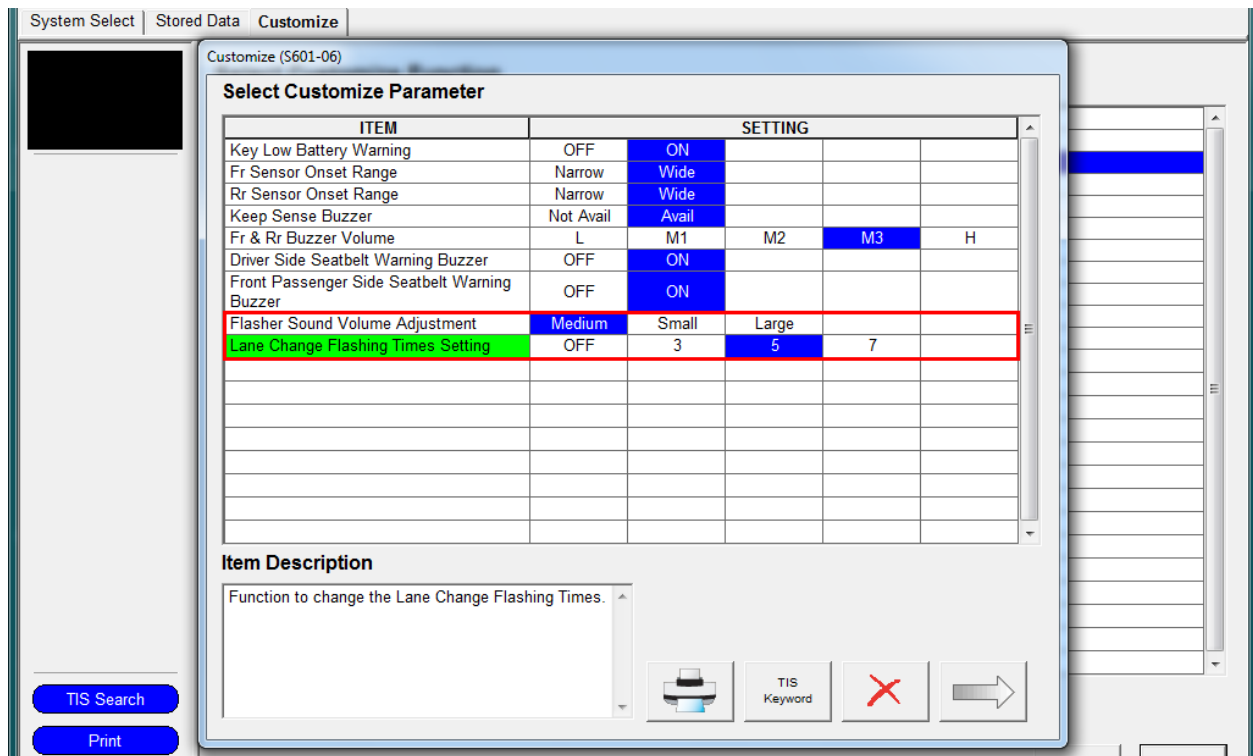 System Select Stored Data Customize
Customize (S601-06)
Select Customize Parameter
ITEM SETTING
Key Low Battery Warning OFF ON
Fr Sensor Onset Range Narrow Wide
Rr Sensor Onset Range Narrow Wide
Keep Sense Buzzer Not Avail Avail
Fr & Rr Buzzer Volume L M1 M2 M3 H
Driver Side Seatbelt Warning Buzzer OFF ON
Front Passenger Side Seatbelt Warning
Buzzer OFF ON
Flasher Sound Volume Adjustment Medium Small Large
Lane Change Flashing Times Setting OFF 3 5 7
Item Description
Function to change the Lane Change Flashing Times.
TIS
Keyword
TIS Search
Print